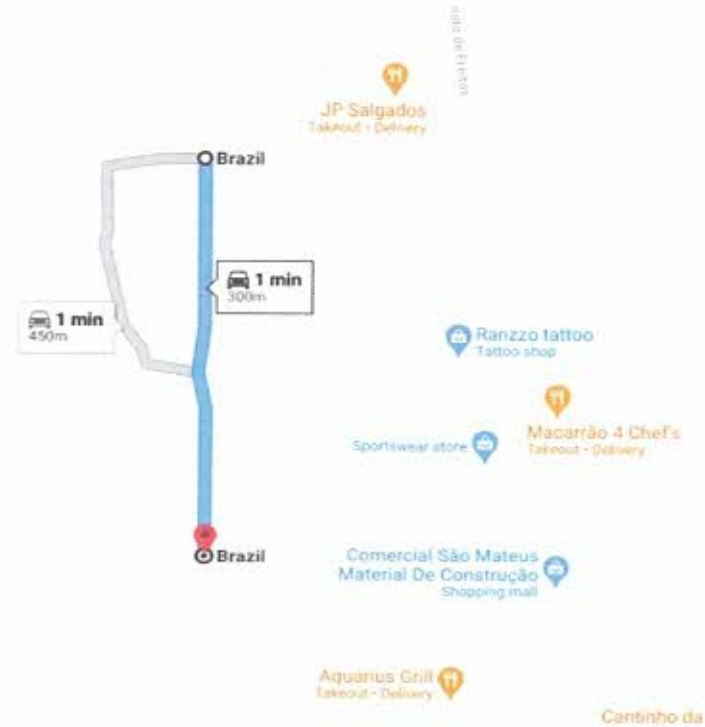 JP Salgados
Takeout - Delivery
Brazil
1 min
300m
1 min
450m
Ranzzo tattoo
Tattoo shop
Macarrão 4 Chef's
Takeout - Delivery
Sportswear store
Brazil
Comercial São Mateus
Material De Construção
Shopping mall
Aquarius Grill
Takeout - Delivery
Cantinho da